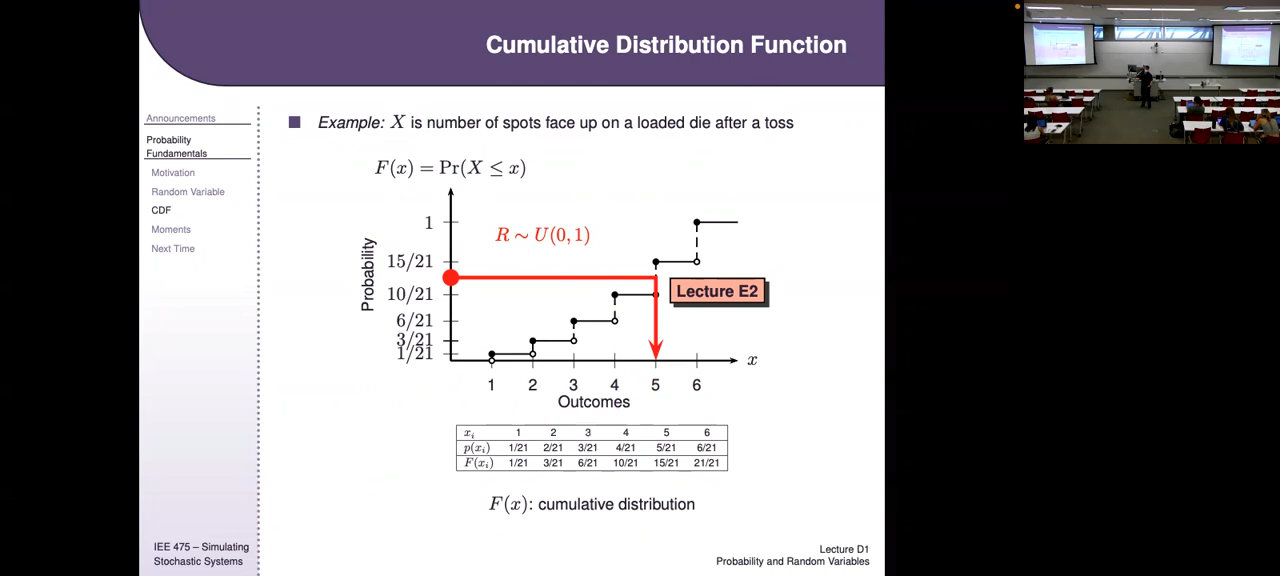 Cumulative Distribution Function
Announcements
Probability
Fundamentals
Motivation
Random Variable
CDF
Moments
Next Time
Example: X is number of spots face up on a loaded die after a toss
F(x) = Pr(X ≤ x)
R ∼ U(0, 1)
Probability
1
15/21
10/21
6/21
3/21
1/21
Lecture E2
x
1 2 3 4 5 6
Outcomes
x_i 1 2 3 4 5 6
p(x_i) 1/21 2/21 3/21 4/21 5/21 6/21
F(x_i) 1/21 3/21 6/21 10/21 15/21 21/21
F(x): cumulative distribution
IEE 475 – Simulating
Stochastic Systems
Lecture D1
Probability and Random Variables